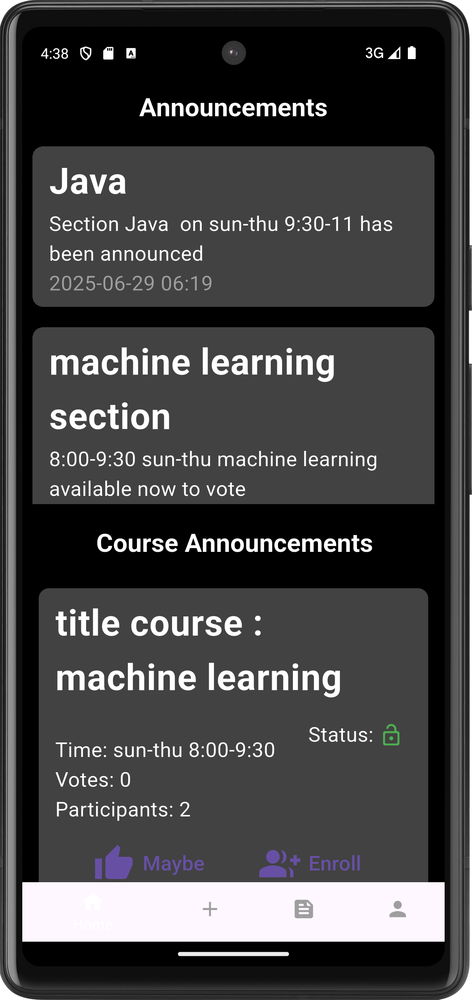 4:38
3G
Announcements
Java
Section Java  on sun-thu 9:30-11 has
been announced
2025-06-29 06:19
machine learning
section
8:00-9:30 sun-thu machine learning
available now to vote
Course Announcements
title course :
machine learning
Status:
Time: sun-thu 8:00-9:30
Votes: 0
Participants: 2
Maybe
Enroll
Home